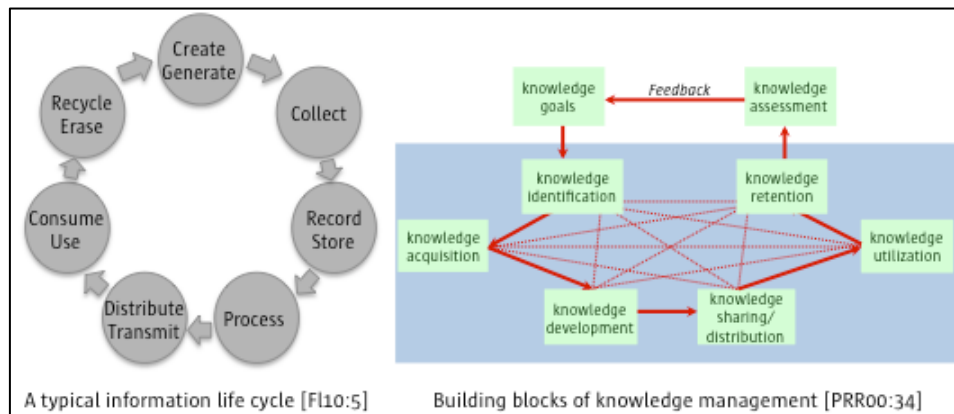 Create
Generate
Collect
Record
Store
Process
Distribute
Transmit
Consume
Use
Recycle
Erase
A typical information life cycle [Fl10:5]
knowledge
goals
Feedback
knowledge
assessment
knowledge
identification
knowledge
retention
knowledge
acquisition
knowledge
utilization
knowledge
development
knowledge
sharing/
distribution
Building blocks of knowledge management [PRR00:34]